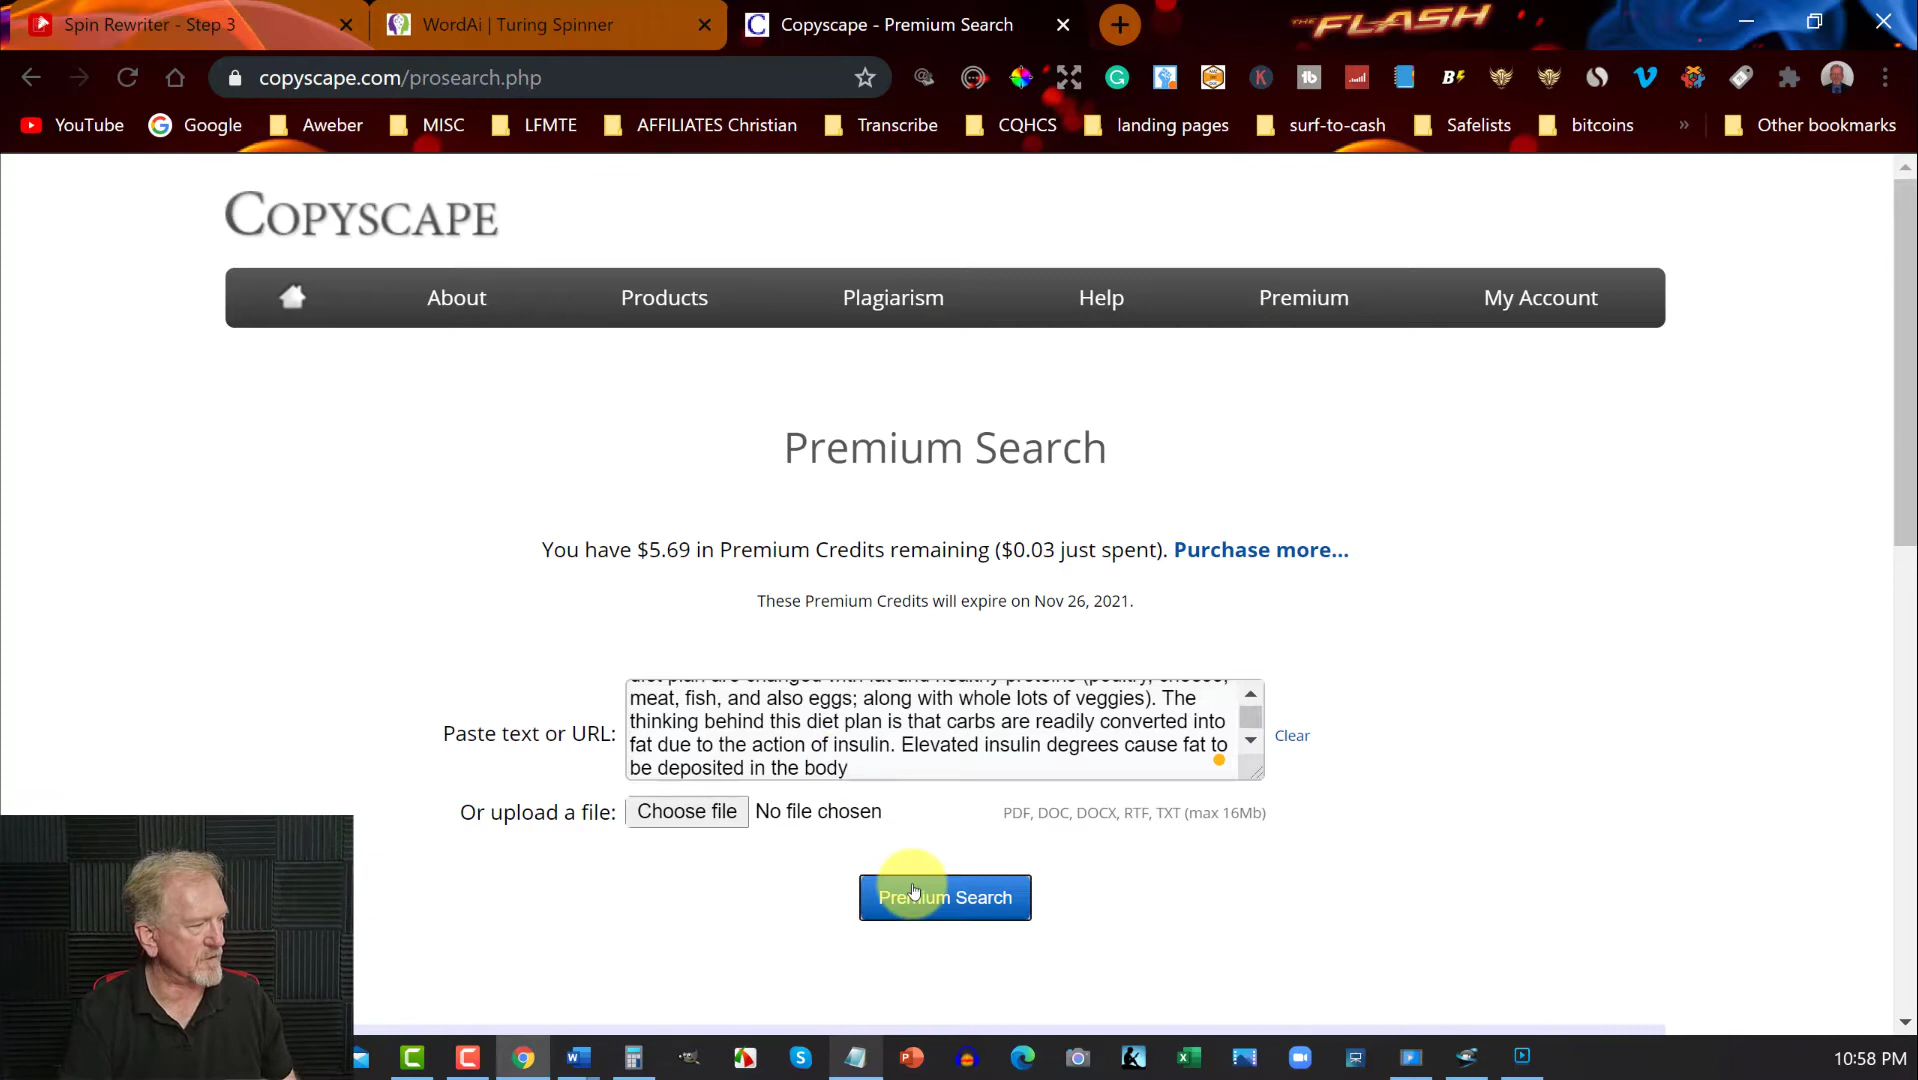 Spin Rewriter - Step 3
WordAi | Turing Spinner
Copyscape - Premium Search
THE FLASH
copyscape.com/prosearch.php
YouTube
Google
Aweber
MISC
LFMTE
AFFILIATES Christian
Transcribe
CQHCS
landing pages
surf-to-cash
Safelists
bitcoins
»
Other bookmarks
COPYSCAPE
About
Products
Plagiarism
Help
Premium
My Account
Premium Search
You have $5.69 in Premium Credits remaining ($0.03 just spent). Purchase more...
These Premium Credits will expire on Nov 26, 2021.
Paste text or URL:
diet plan are changed with fat and healthy proteins (poultry, cheese,
meat, fish, and also eggs; along with whole lots of veggies). The
thinking behind this diet plan is that carbs are readily converted into
fat due to the action of insulin. Elevated insulin degrees cause fat to
be deposited in the body
Clear
Or upload a file:
Choose file
No file chosen
PDF, DOC, DOCX, RTF, TXT (max 16Mb)
Premium Search
10:58 PM